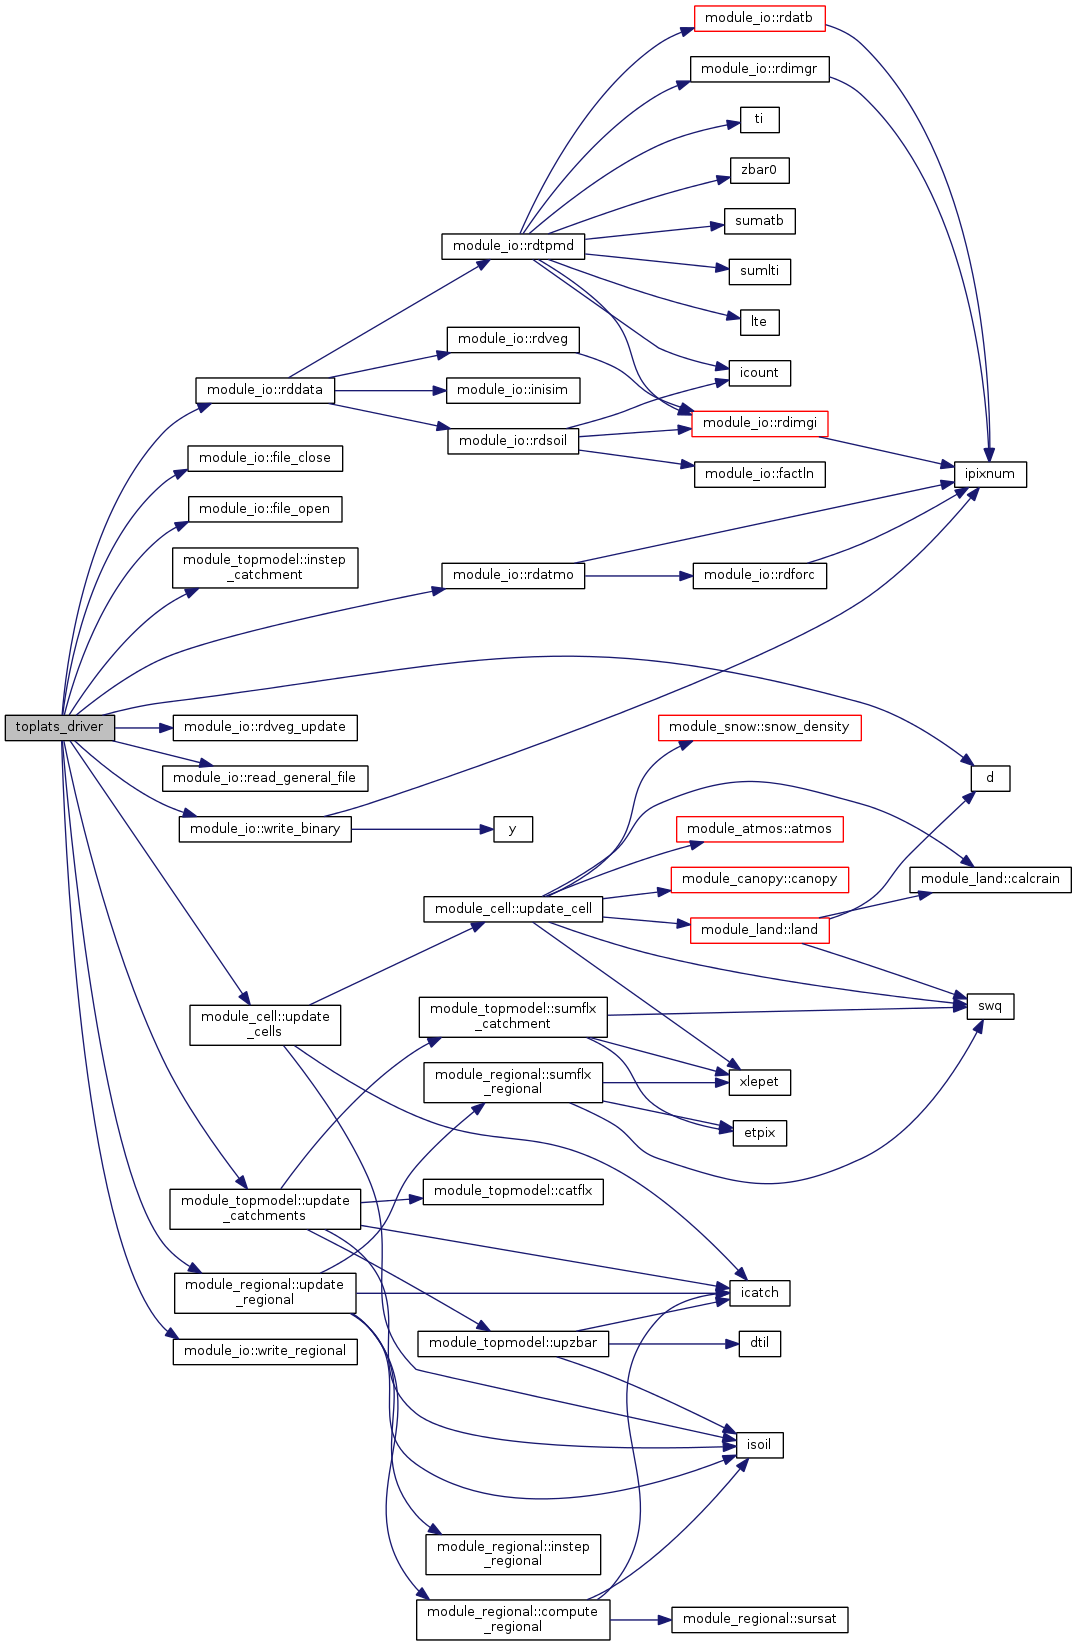 module_io::rdatb
module_io::rdimgr
ti
zbar0
sumatb
module_io::rdtpmd
sumlti
lte
module_io::rdveg
icount
module_io::rddata
module_io::inisim
module_io::rdimgi
module_io::rdsoil
module_io::file_close
module_io::factln
ipixnum
module_io::file_open
module_topmodel::instep
_catchment
module_io::rdatmo
module_io::rdforc
toplats_driver
module_io::rdveg_update
module_snow::snow_density
module_io::read_general_file
d
module_io::write_binary
y
module_atmos::atmos
module_canopy::canopy
module_land::calcrain
module_cell::update_cell
module_land::land
module_cell::update
_cells
module_topmodel::sumflx
_catchment
swq
module_regional::sumflx
_regional
xlepet
etpix
module_topmodel::update
_catchments
module_topmodel::catflx
module_regional::update
_regional
icatch
module_io::write_regional
module_topmodel::upzbar
dtil
isoil
module_regional::instep
_regional
module_regional::compute
_regional
module_regional::sursat